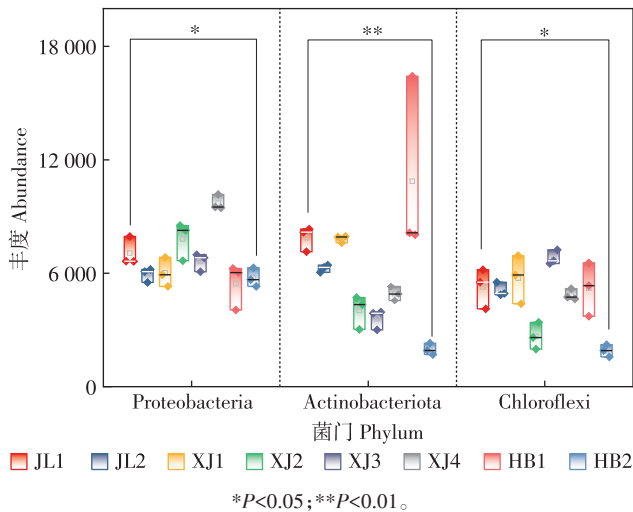 18 000
12 000
6 000
0
丰度 Abundance
*
**
*
Proteobacteria
Actinobacteriota
Chloroflexi
菌门 Phylum
JL1 JL2 XJ1 XJ2 XJ3 XJ4 HB1 HB2
*P<0.05;**P<0.01。